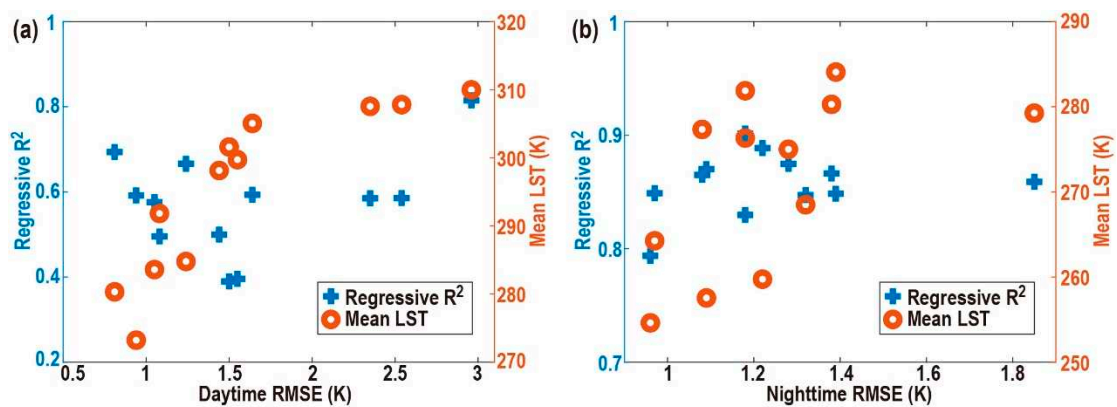 (a)
1
0.8
0.6
0.4
0.2
Regressive R²
320
310
300
290
280
270
Mean LST (K)
Regressive R²
Mean LST
0.5 1 1.5 2 2.5 3
Daytime RMSE (K)
(b)
1
0.9
0.8
0.7
Regressive R²
290
280
270
260
250
Mean LST (K)
Regressive R²
Mean LST
1 1.2 1.4 1.6 1.8
Nighttime RMSE (K)